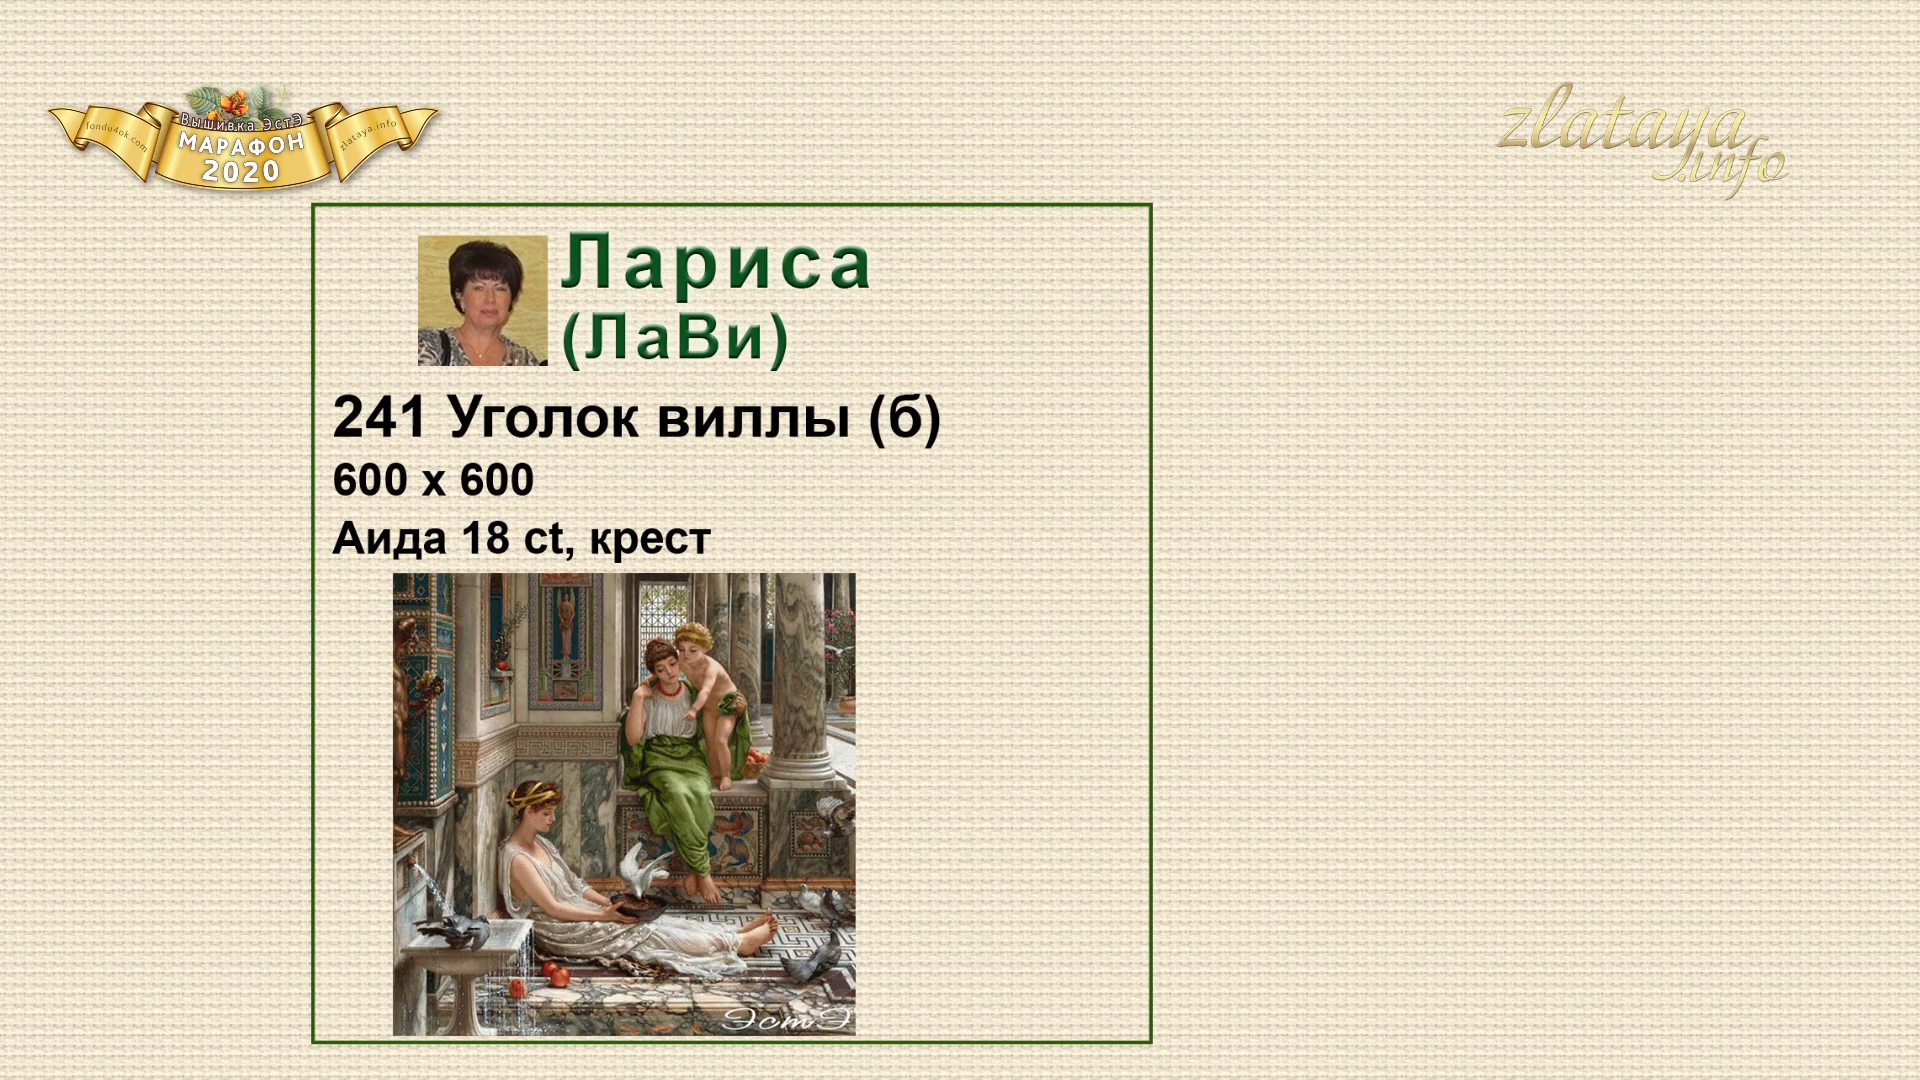 Вышивка ЭстЭ
fondu4ok.com
МАРАФОН
zlataya.info
2020
zlataya
.info
Лариса
(ЛаВи)
241 Уголок виллы (б)
600 х 600
Аида 18 ct, крест
ЭстЭ